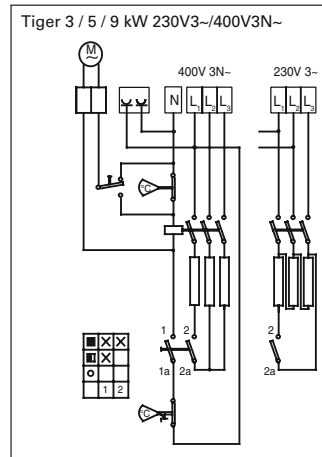 Tiger 3 / 5 / 9 kW 230V3~/400V3N~
M
~
400V 3N~ 230V 3~
N L1 L2 L3 L1 L2 L3
°C
1 2 2
1a 2a 2a
1 2
°C